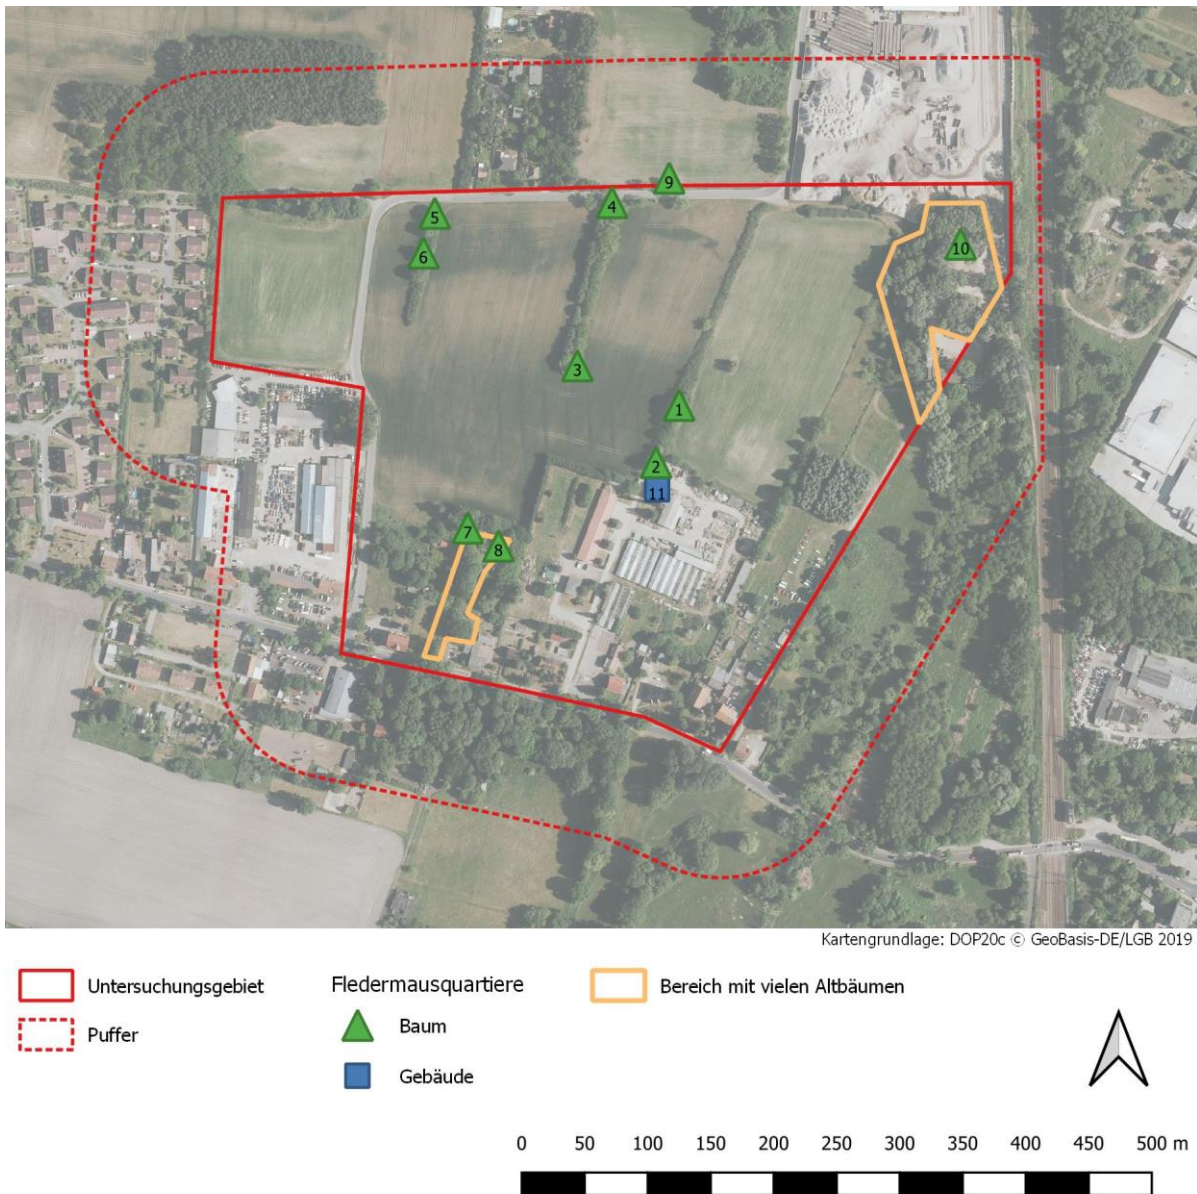 9
4
5
10
6
3
1
2
11
7
8
Kartengrundlage: DOP20c © GeoBasis-DE/LGB 2019
Untersuchungsgebiet
Fledermausquartiere
Bereich mit vielen Altbäumen
Puffer
Baum
Gebäude
0 50 100 150 200 250 300 350 400 450 500 m